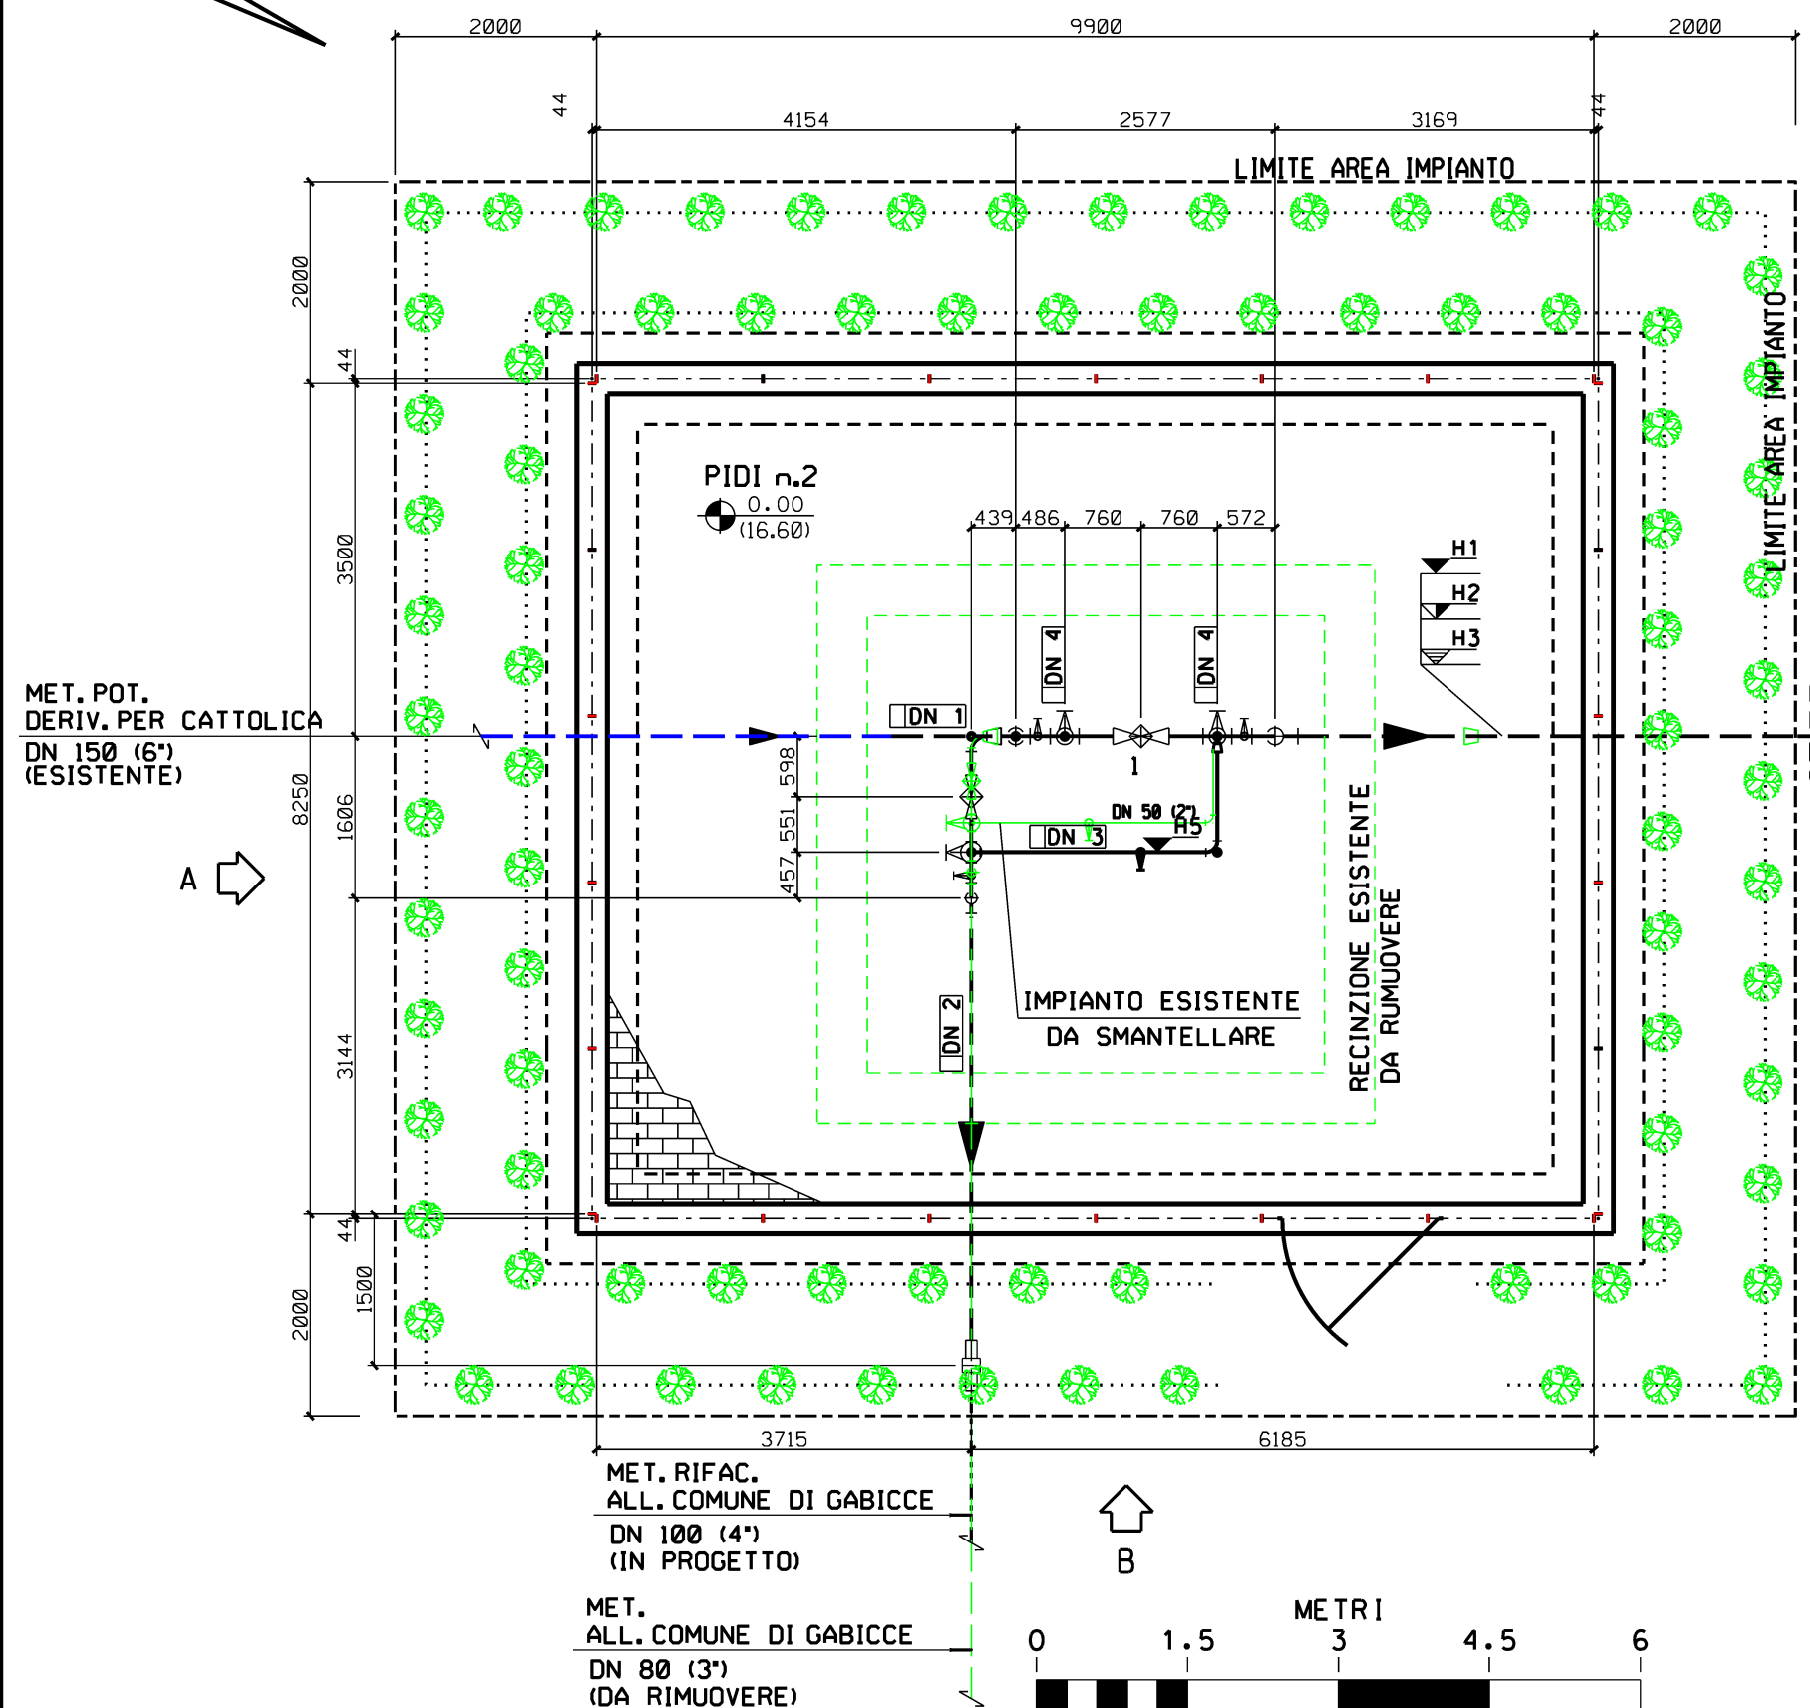 2000
9900
2000
44
44
4154
2577
3169
LIMITE AREA IMPIANTO
2000
LIMITE AREA IMPIANTO
44
PIDI n.2
0.00
(16.60)
439
486
760
760
572
3500
H1
H2
H3
DN 4
DN 4
MET. POT.
DERIV. PER CATTOLICA
DN 150 (6")
(ESISTENTE)
DN 1
1
598
8250
1606
551
DN 50 (2")
H5
DN 3
457
A
RECINZIONE ESISTENTE
DA RUMUOVERE
IMPIANTO ESISTENTE
DA SMANTELLARE
DN 2
3144
44
1500
2000
3715
6185
MET. RIFAC.
ALL. COMUNE DI GABICCE
DN 100 (4")
(IN PROGETTO)
B
MET.
ALL. COMUNE DI GABICCE
DN 80 (3")
(DA RIMUOVERE)
METRI
0
1.5
3
4.5
6